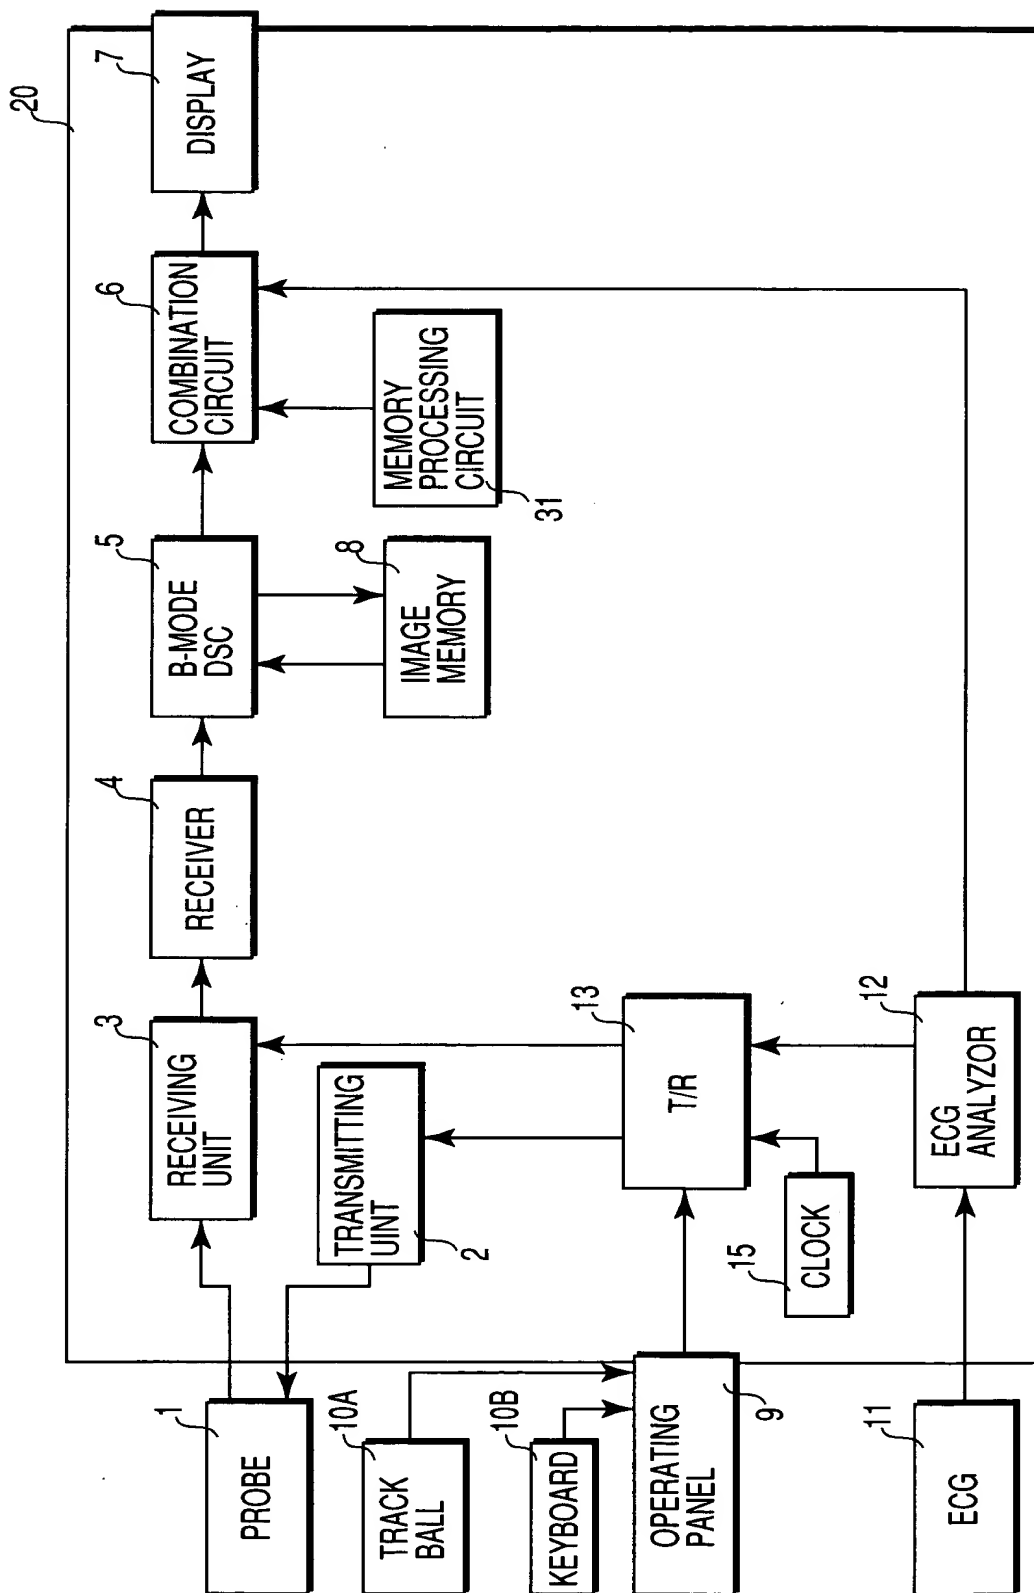 20
1
PROBE
3
RECEIVING
UNIT
4
RECEIVER
5
B-MODE
DSC
6
COMBINATION
CIRCUIT
7
DISPLAY
10A
TRACK
BALL
TRANSMITTING
UINT
2
8
IMAGE
MEMORY
MEMORY
PROCESSING
CIRCUIT
31
10B
KEYBOARD
OPERATING
PANEL
9
13
T/R
15
CLOCK
11
ECG
12
ECG
ANALYZOR